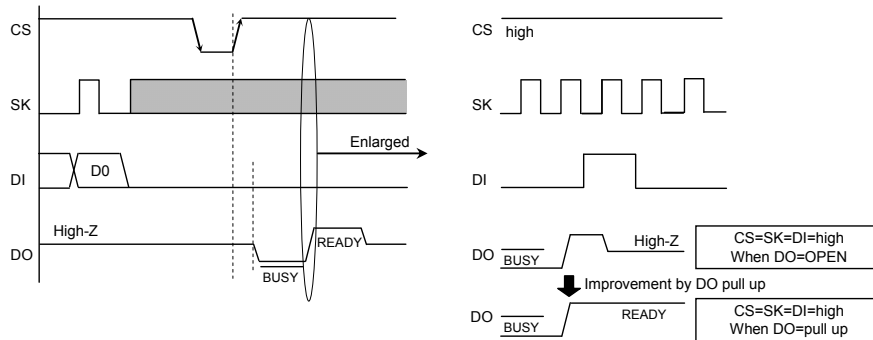 CS
SK
DI
D0
Enlarged
High-Z
DO
BUSY
READY
CS
high
SK
DI
DO
BUSY
High-Z
CS=SK=DI=high
When DO=OPEN
Improvement by DO pull up
DO
BUSY
READY
CS=SK=DI=high
When DO=pull up